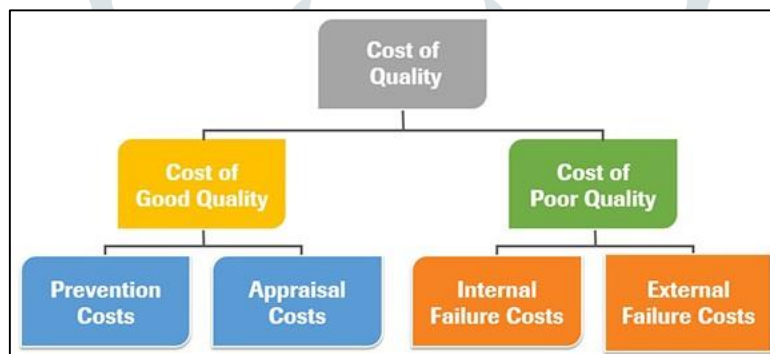 Cost of
Quality
Cost of
Good Quality
Cost of
Poor Quality
Prevention
Costs
Appraisal
Costs
Internal
Failure Costs
External
Failure Costs